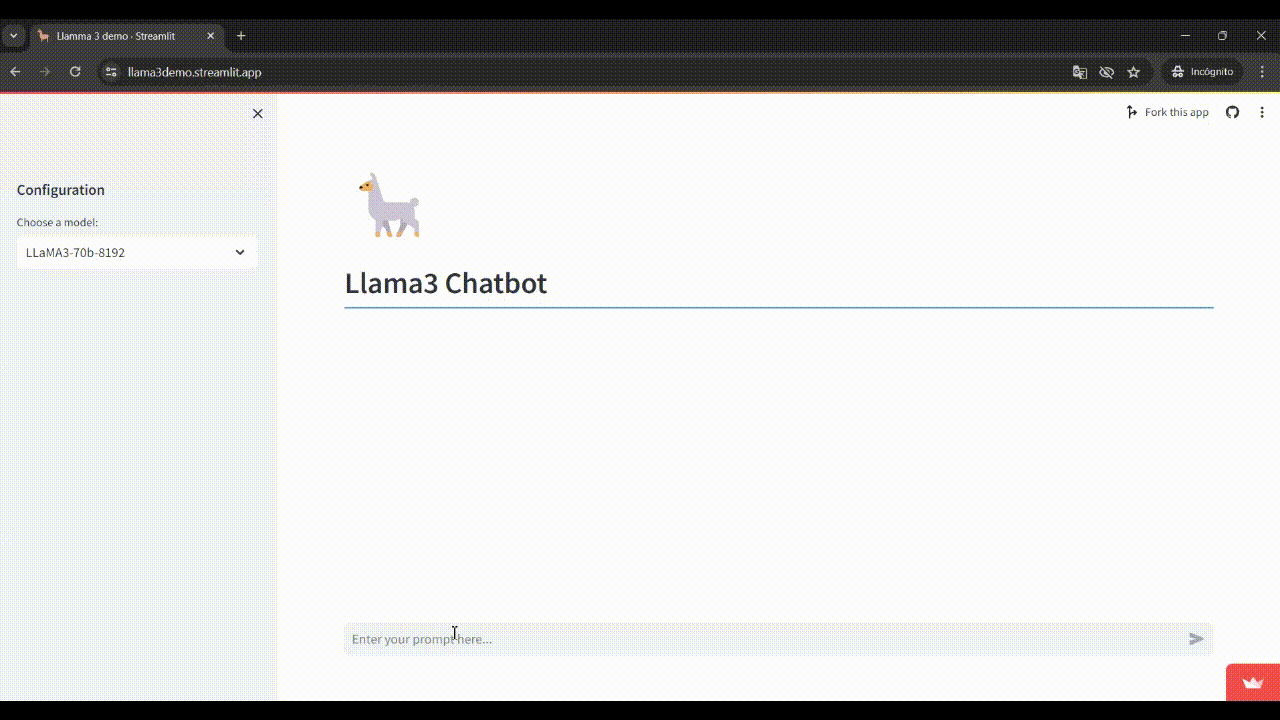 Llamma 3 demo · Streamlit
llama3demo.streamlit.app
Incógnito
Fork this app
Configuration
Choose a model:
LLaMA3-70b-8192
Llama3 Chatbot
Enter your prompt here...